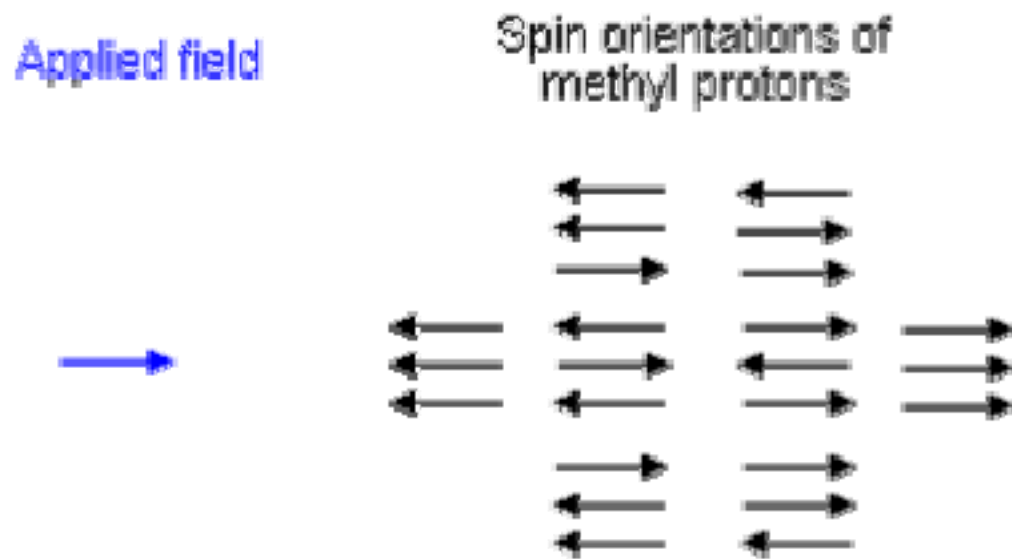 Applied field
Spin orientations of
methyl protons